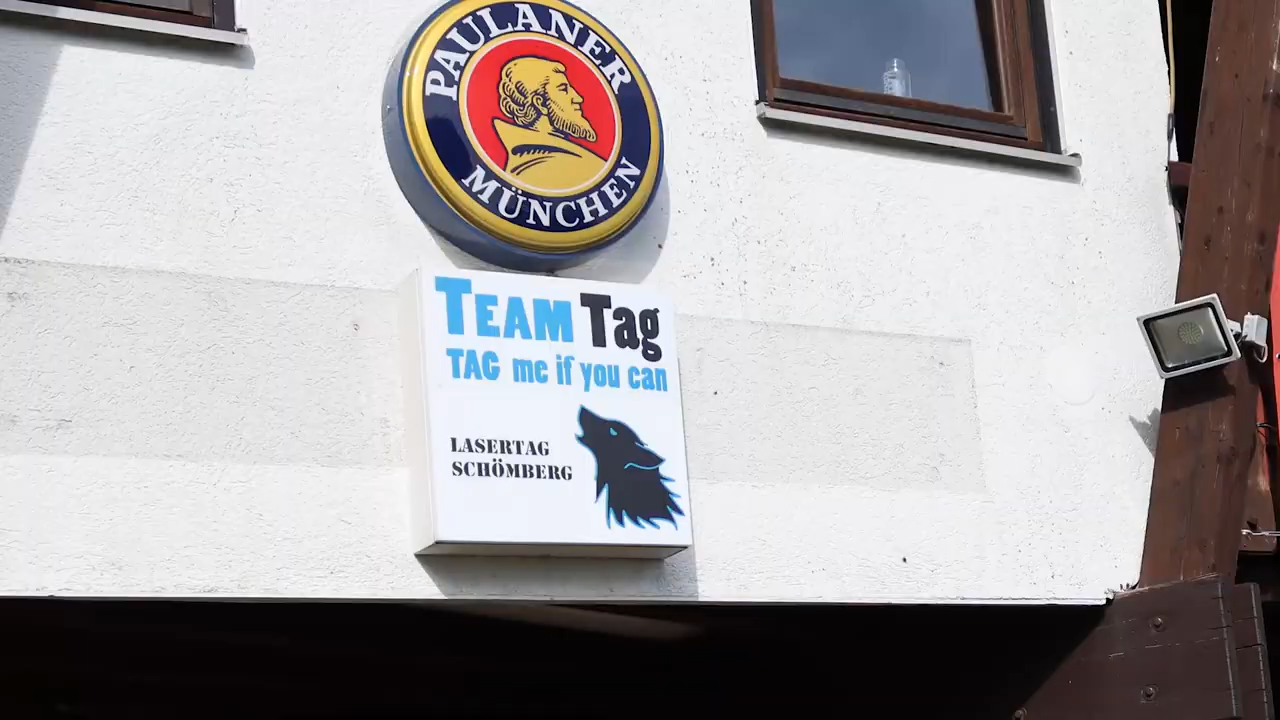 PAULANER
MÜNCHEN
TEAM Tag
TAG me if you can
LASERTAG
SCHÖMBERG